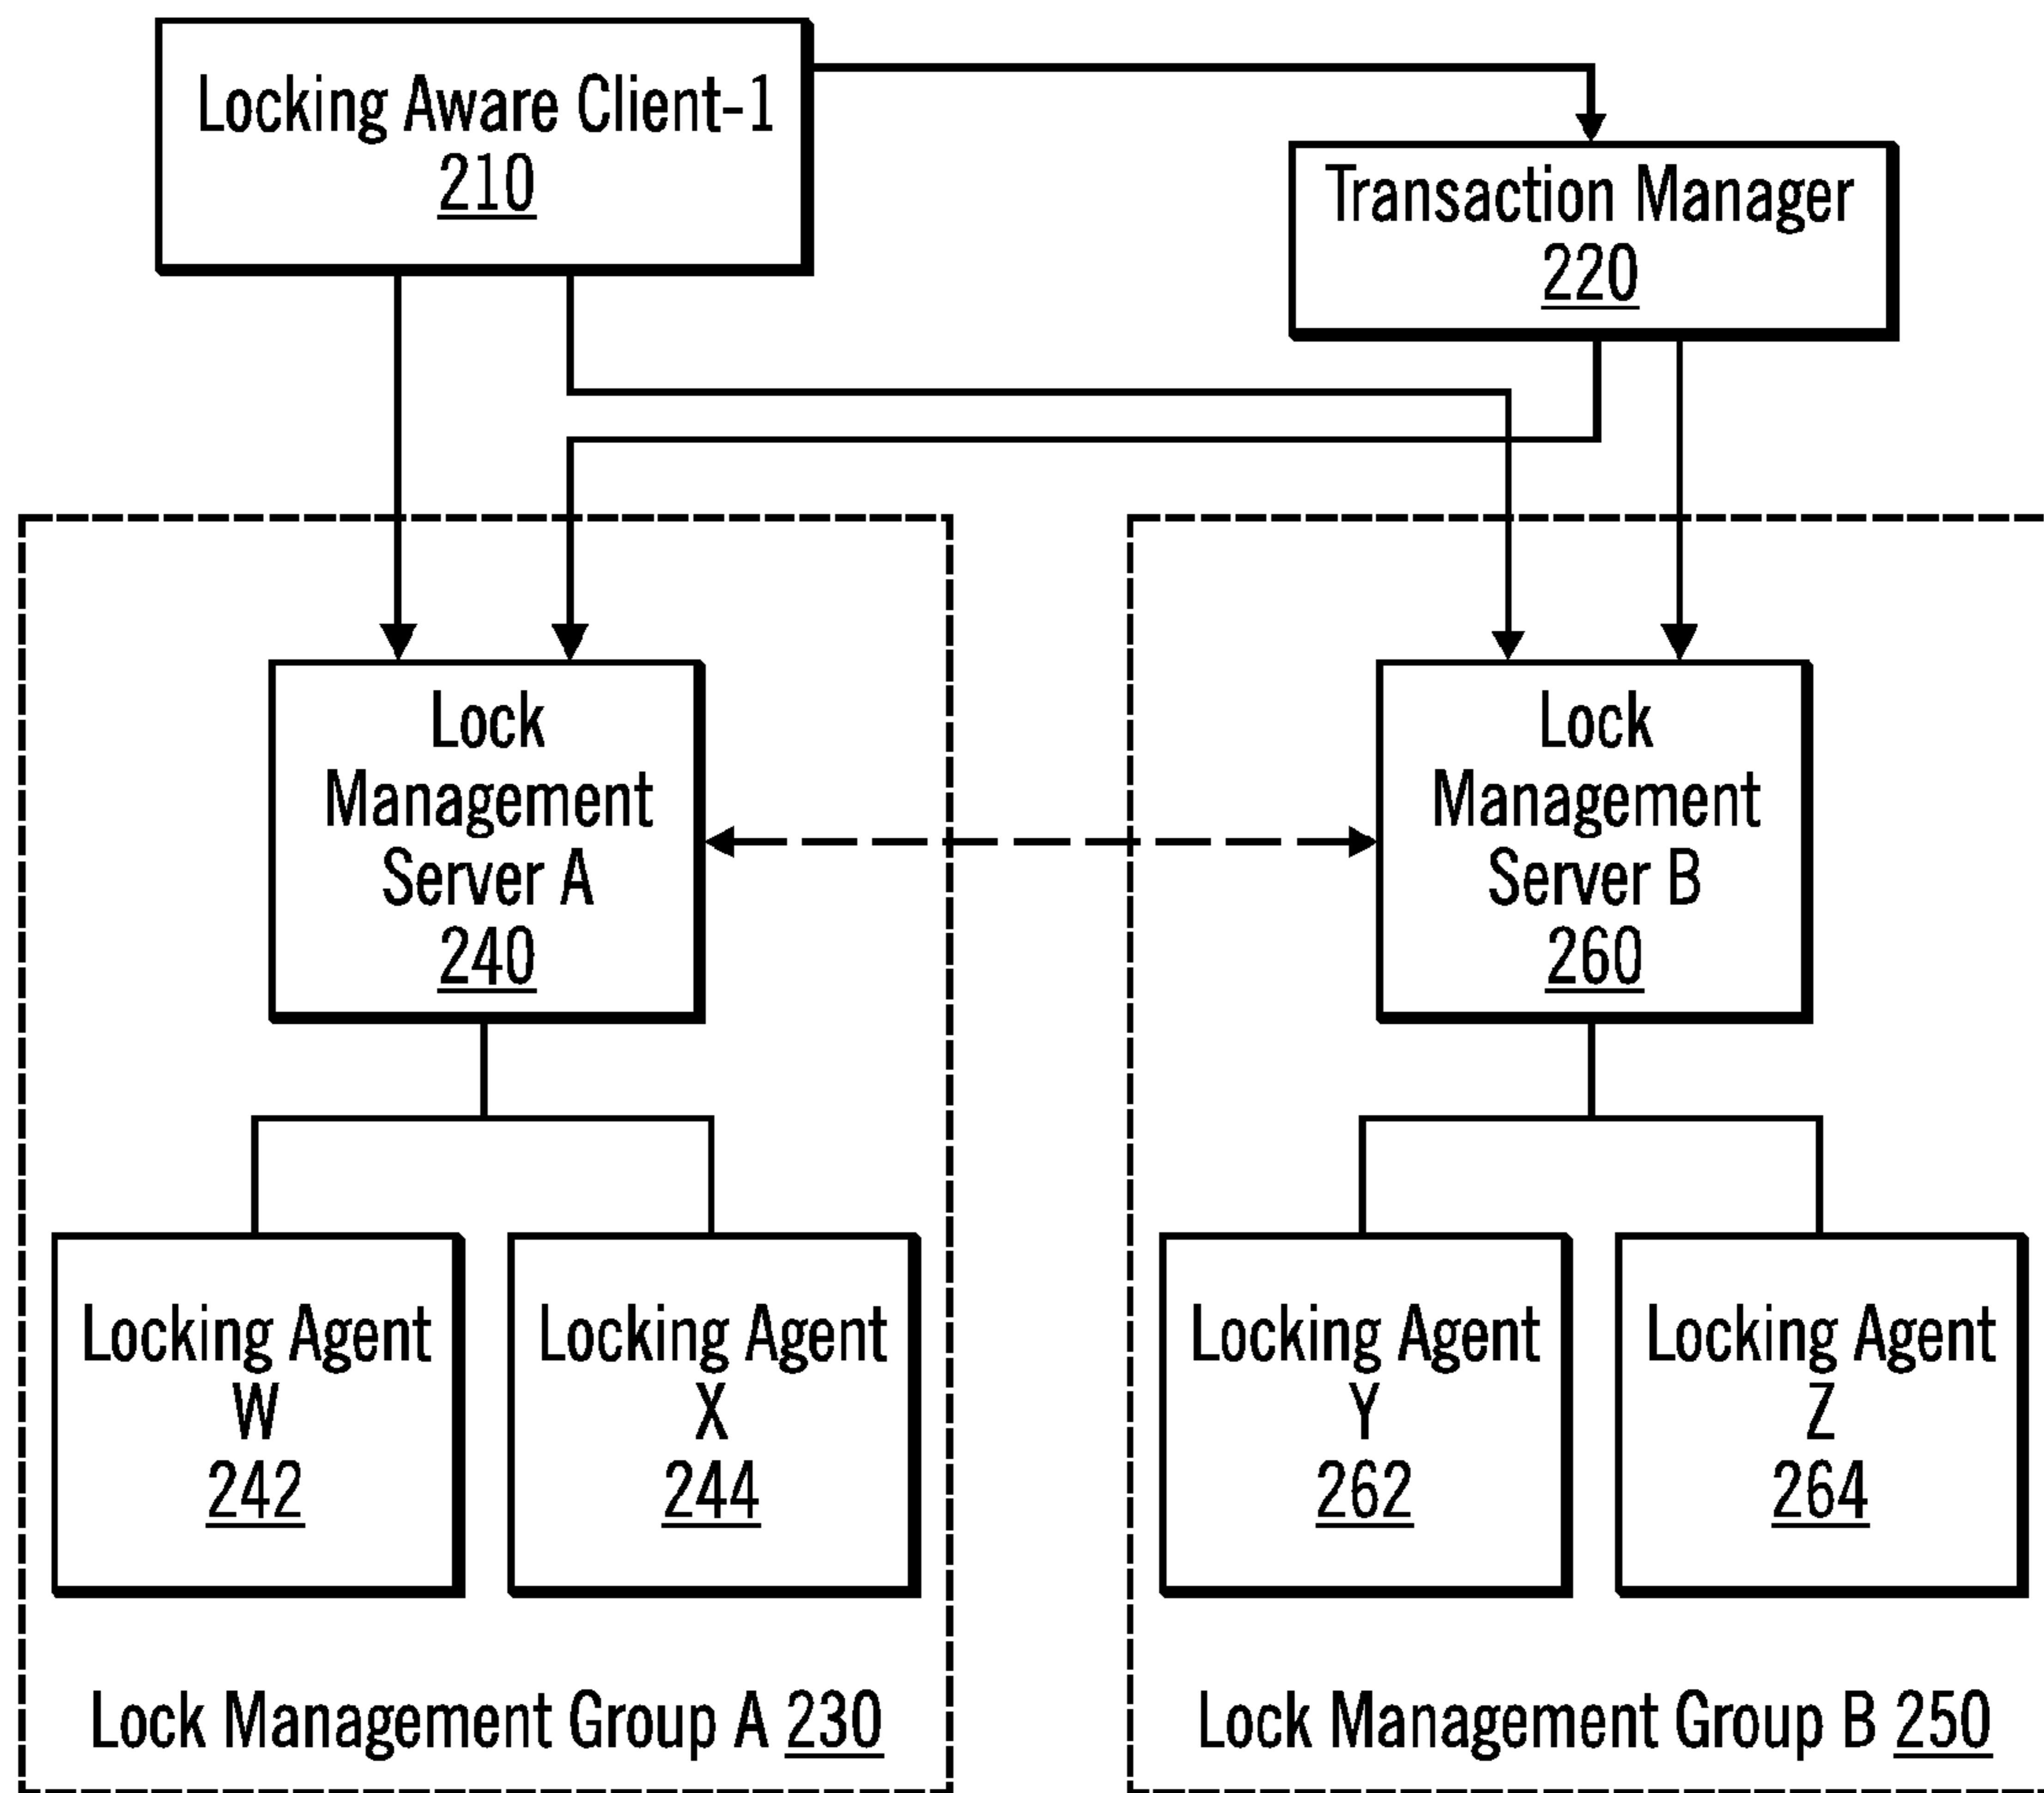 Locking Aware Client-1
210
Transaction Manager
220
Lock
Management
Server A
240
Lock
Management
Server B
260
Locking Agent
W
242
Locking Agent
X
244
Locking Agent
Y
262
Locking Agent
Z
264
Lock Management Group A 230
Lock Management Group B 250